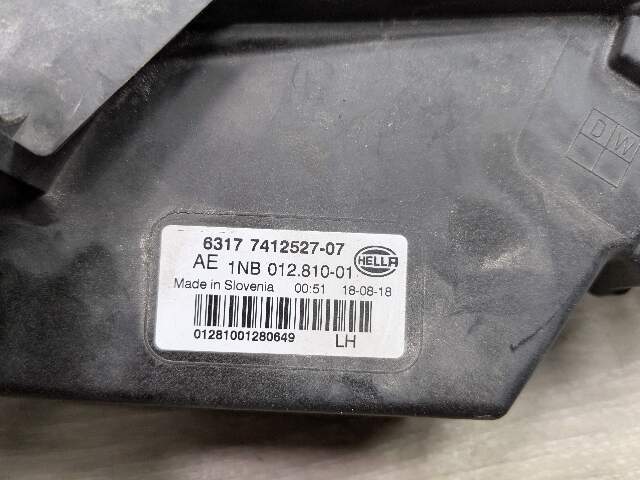 D W
6317 7412527-07
AE 1NB 012.810-01 HELLA
Made in Slovenia 00:51 18-08-18
01281001280649 LH